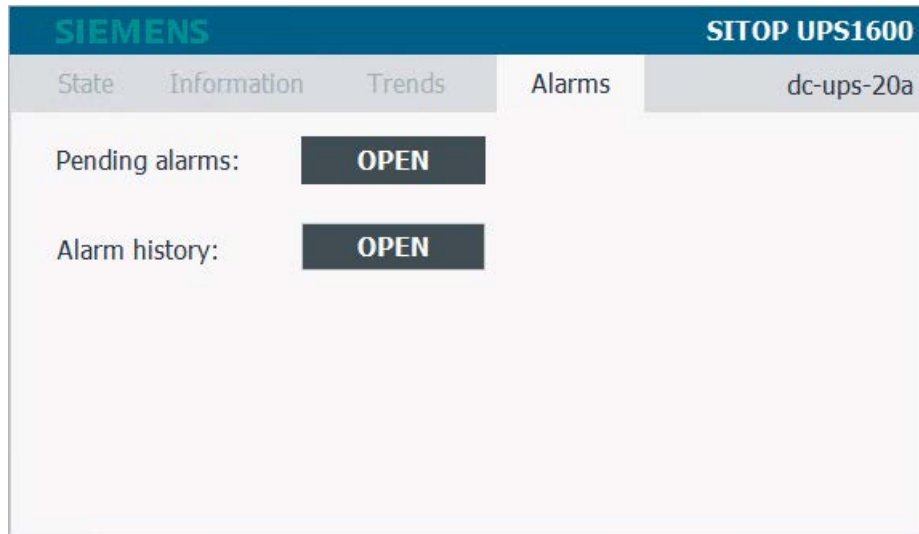 SIEMENS SITOP UPS1600
State Information Trends Alarms dc-ups-20a
Pending alarms: OPEN
Alarm history: OPEN